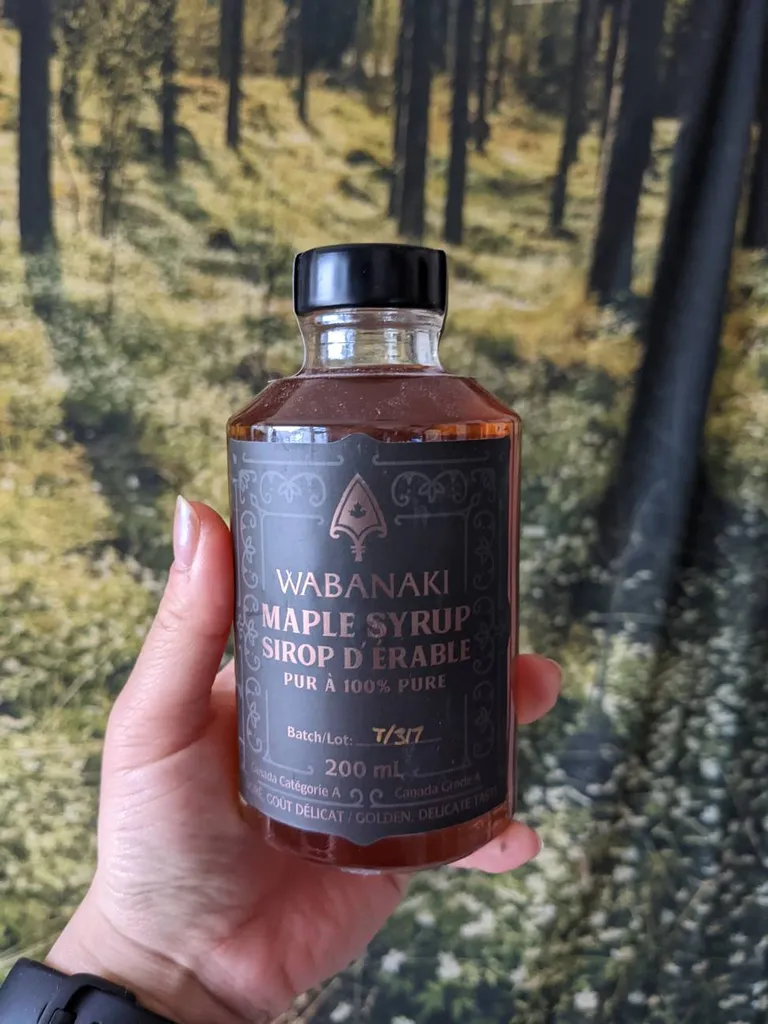 WABANAKI
MAPLE SYRUP
SIROP D'ÉRABLE
PUR À 100% PURE
Batch/Lot: T/317
200 mL
Canada Catégorie A Canada Grade A
GOÛT DÉLICAT / GOLDEN, DELICATE TASTE